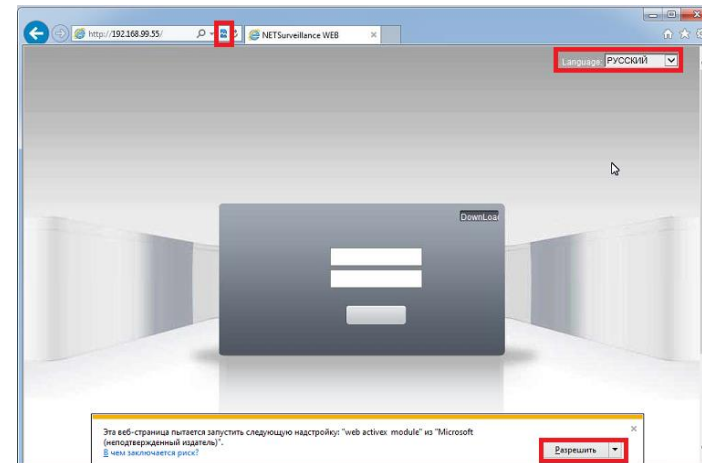 http://192.168.99.55/
NETSurveillance WEB
Language: РУССКИЙ
DownLoa
Эта веб-страница пытается запустить следующую надстройку: "web activex module" из "Microsoft
(неподтвержденный издатель)".
В чем заключается риск?
Разрешить